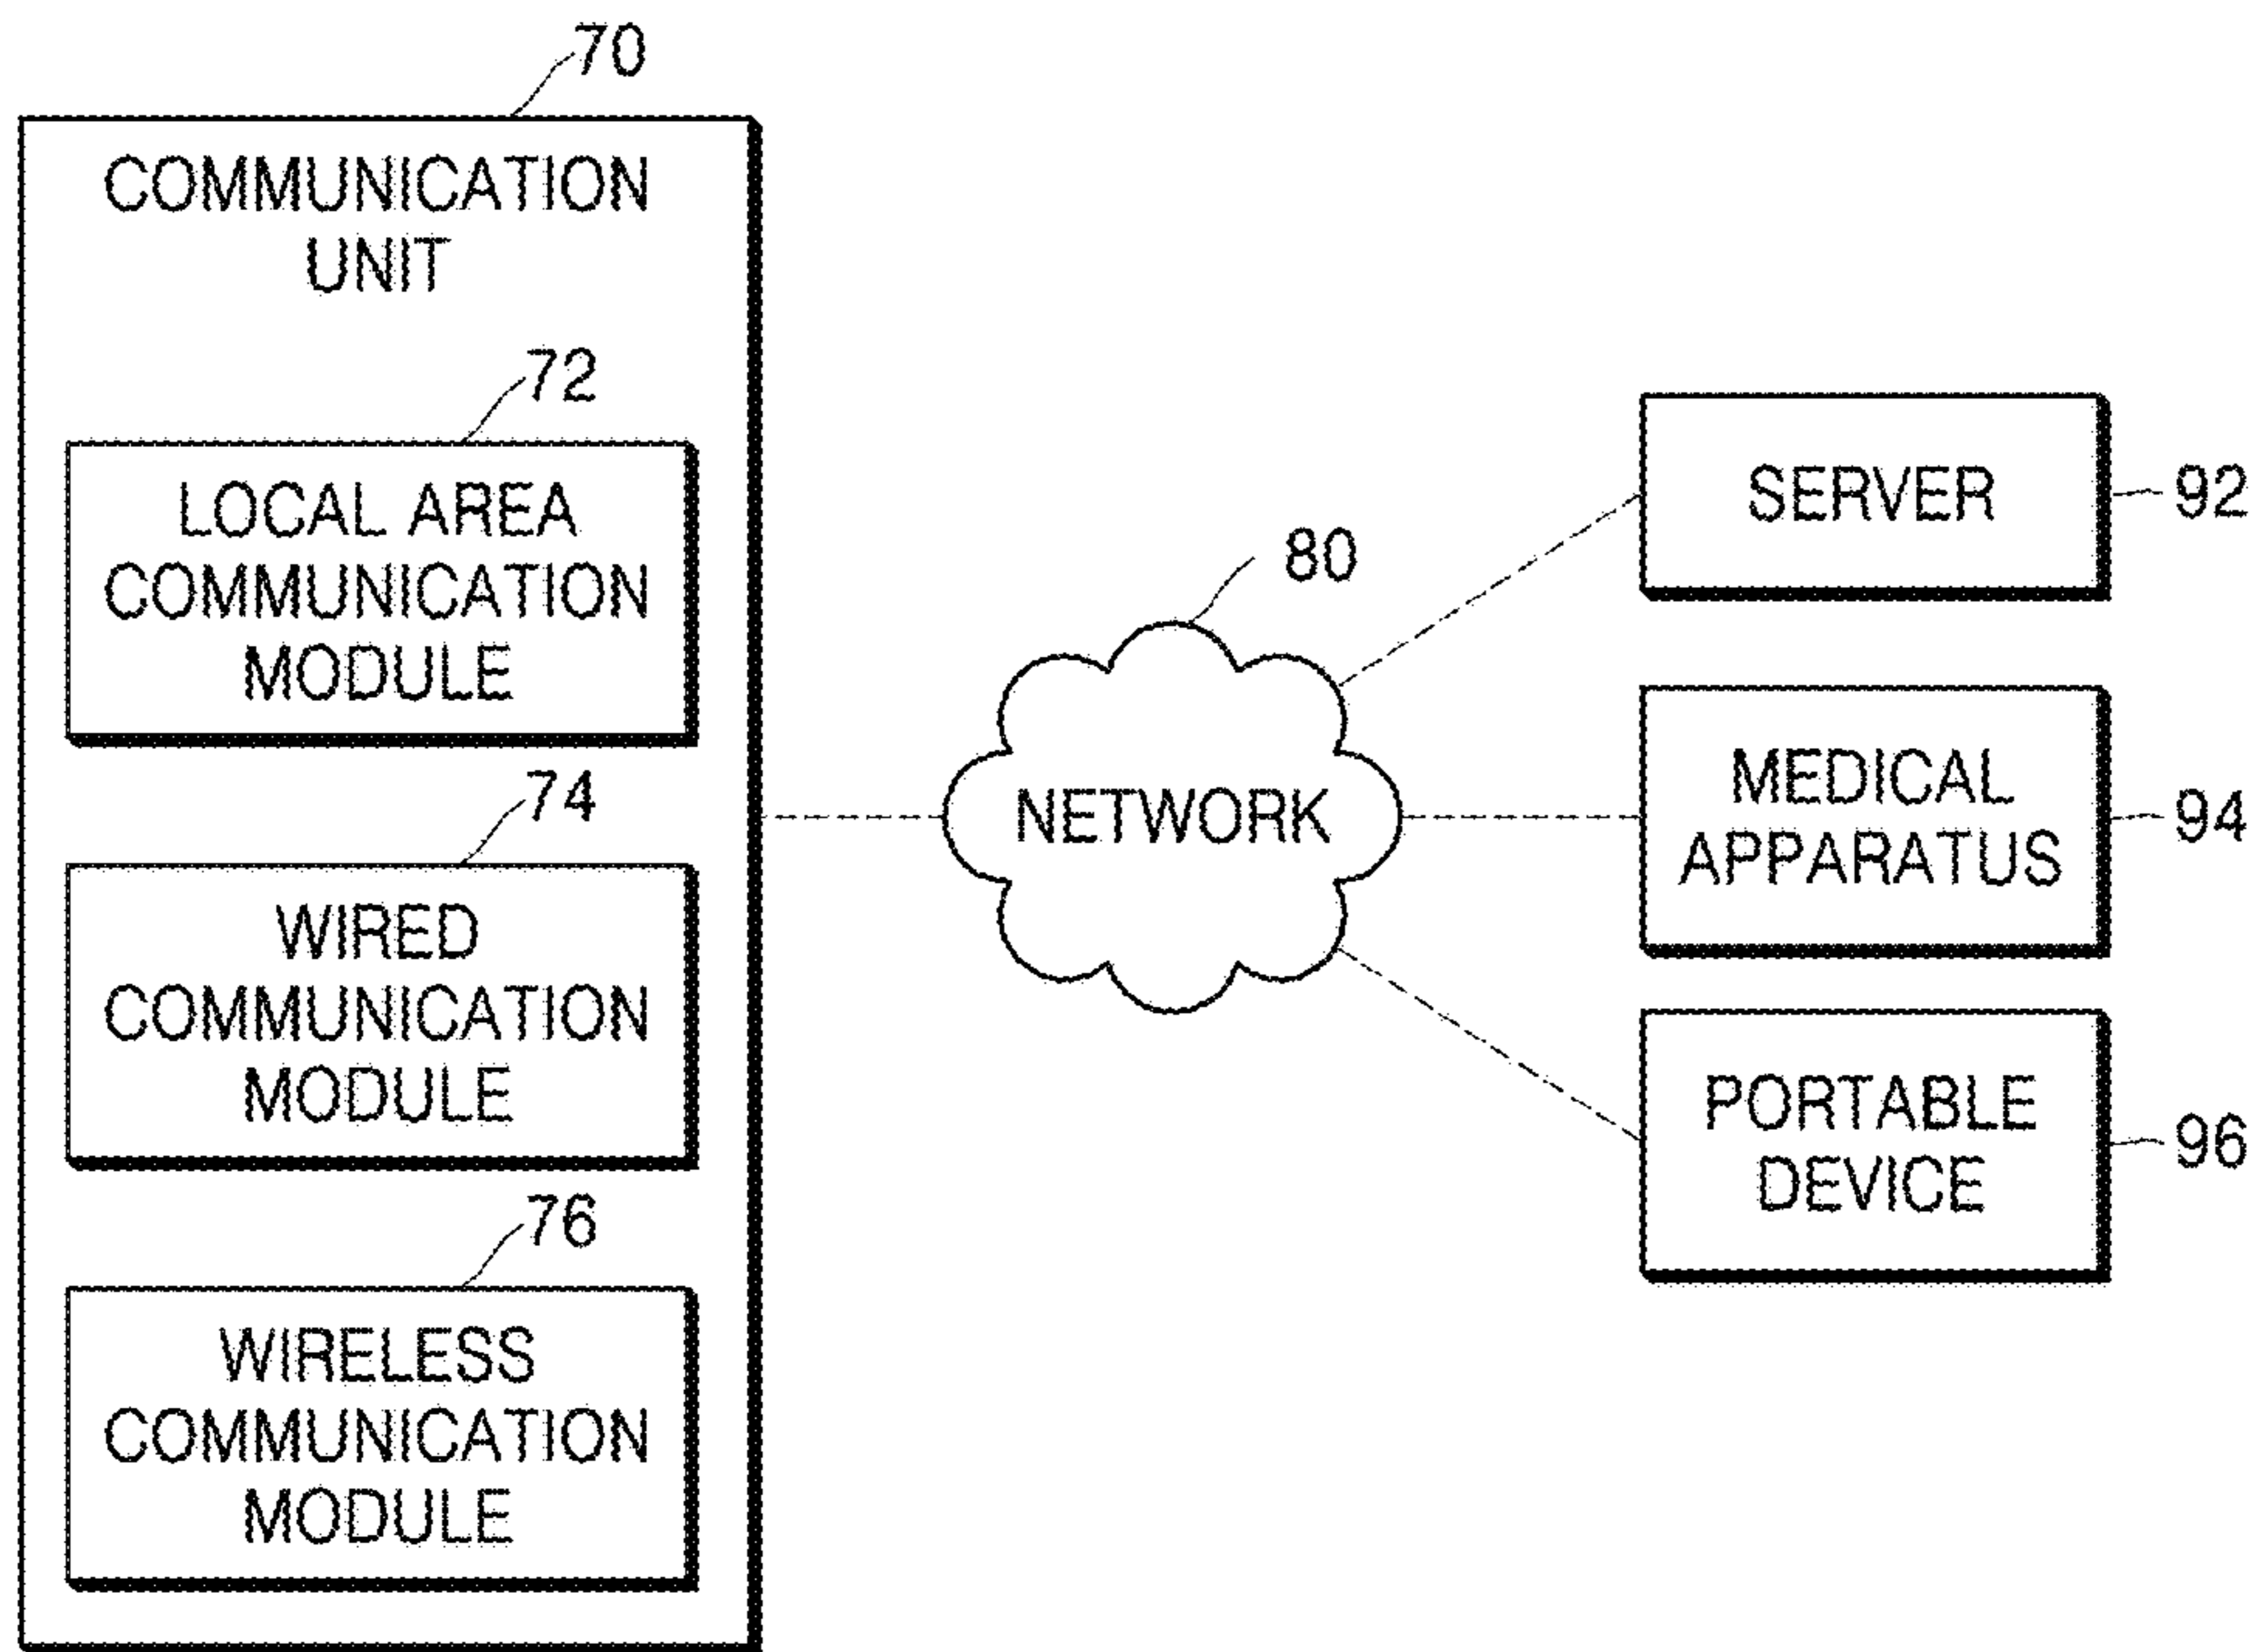 70
COMMUNICATION
UNIT
72
LOCAL AREA
COMMUNICATION
MODULE
74
WIRED
COMMUNICATION
MODULE
76
WIRELESS
COMMUNICATION
MODULE
80
NETWORK
SERVER
92
MEDICAL
APPARATUS
94
PORTABLE
DEVICE
96